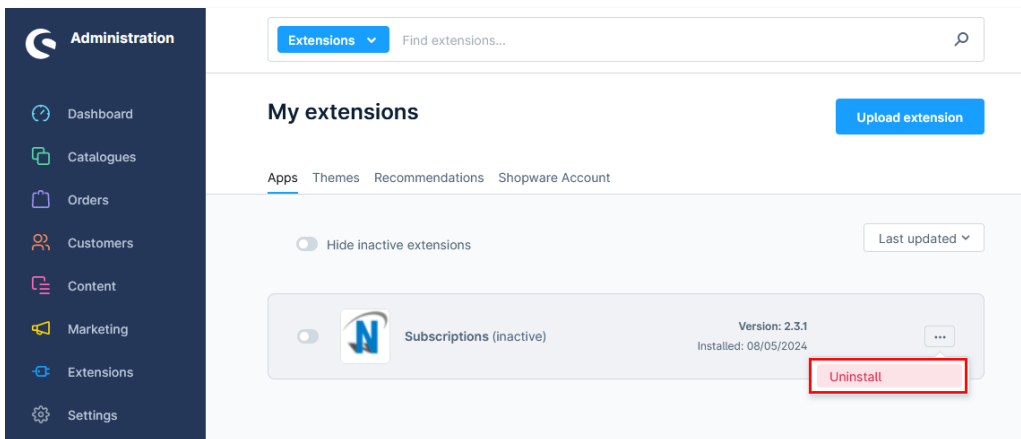 Administration
Extensions
Find extensions...
Dashboard
Catalogues
Orders
Customers
Content
Marketing
Extensions
Settings
My extensions
Upload extension
Apps Themes Recommendations Shopware Account
Hide inactive extensions
Last updated
N
Subscriptions (inactive)
Version: 2.3.1
Installed: 08/05/2024
...
Uninstall